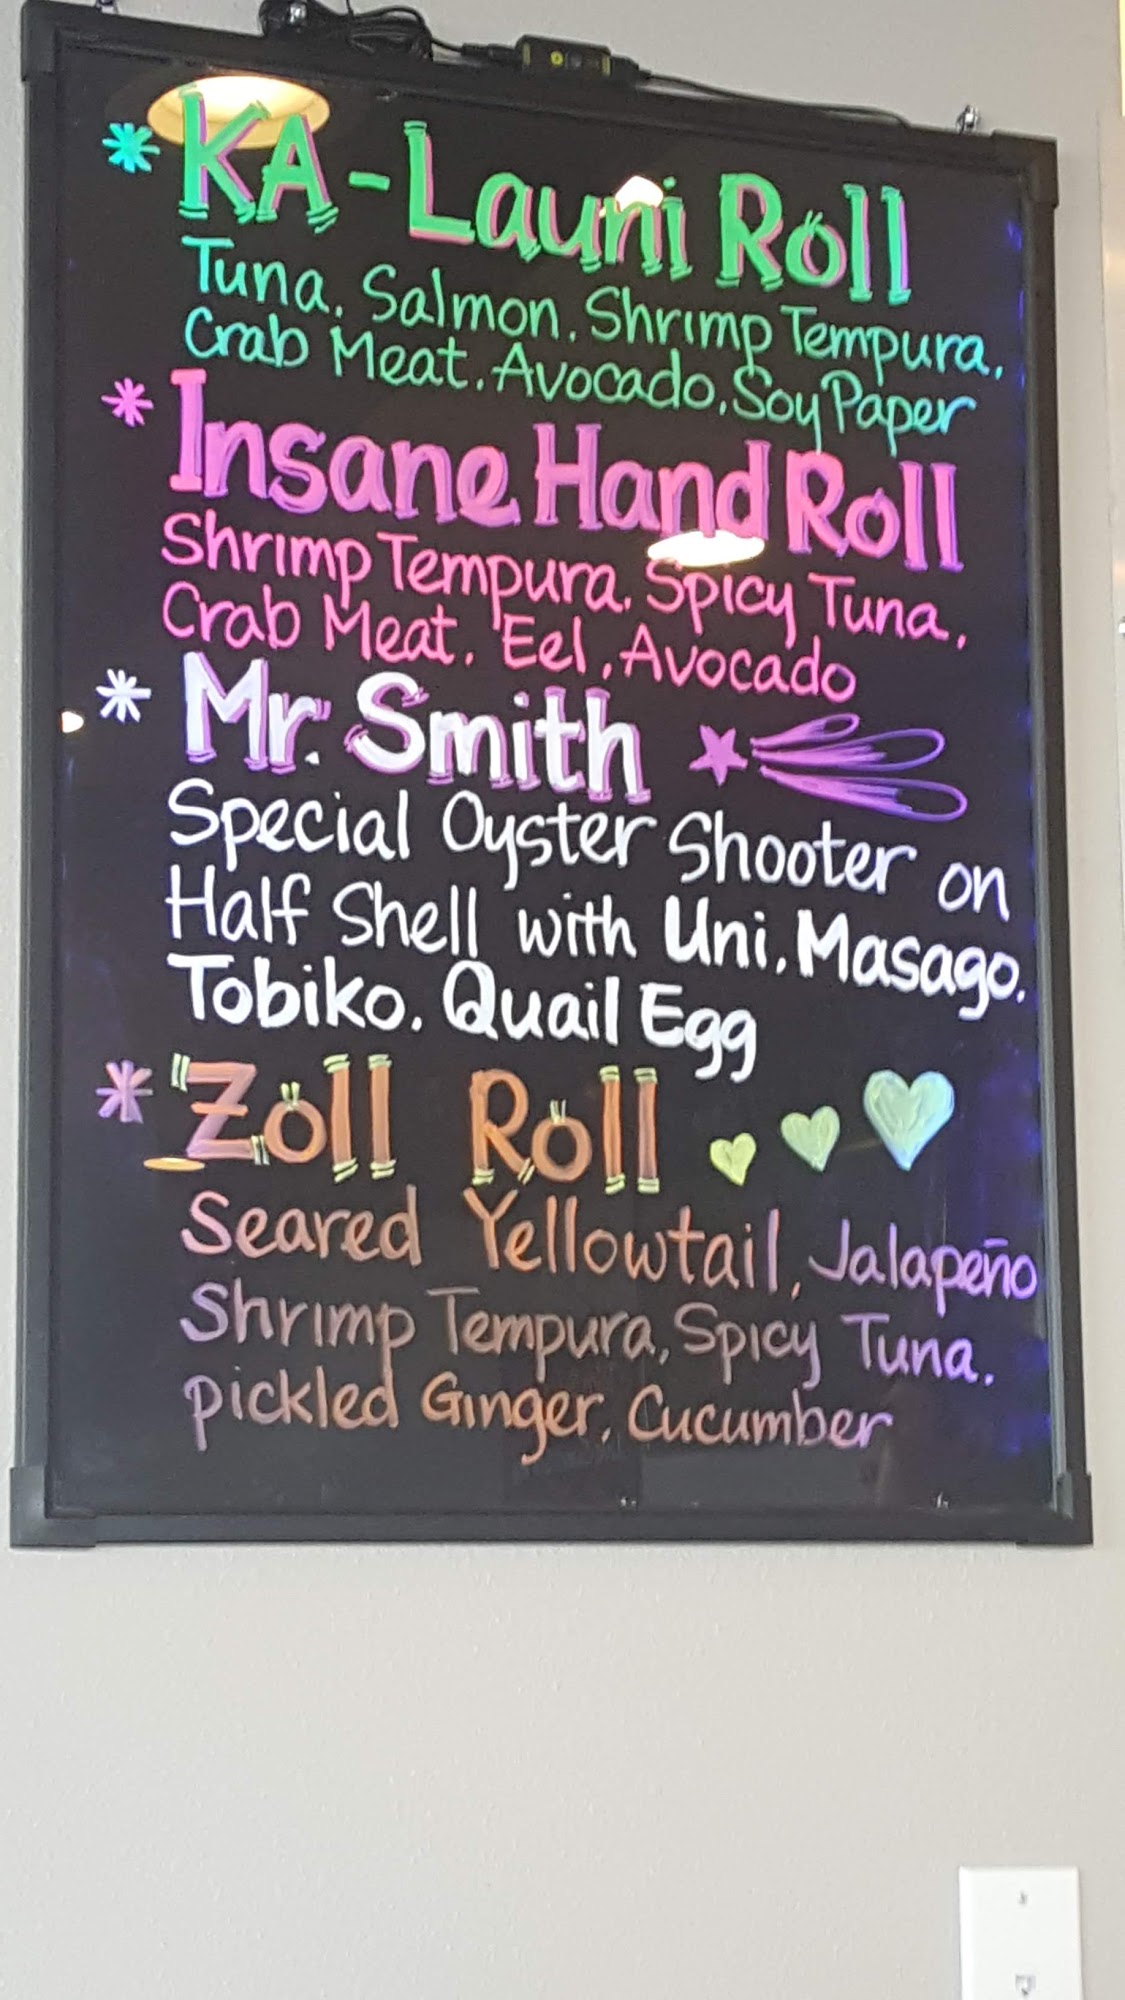 * KA-Launi Roll
Tuna, Salmon, Shrimp Tempura,
Crab Meat, Avocado, Soy Paper
* Insane Hand Roll
Shrimp Tempura, Spicy Tuna,
Crab Meat, Eel, Avocado
* Mr. Smith
Special Oyster Shooter on
Half Shell with Uni, Masago,
Tobiko, Quail Egg
* Zoll Roll
Seared Yellowtail, Jalapeño
Shrimp Tempura, Spicy Tuna,
pickled Ginger, Cucumber